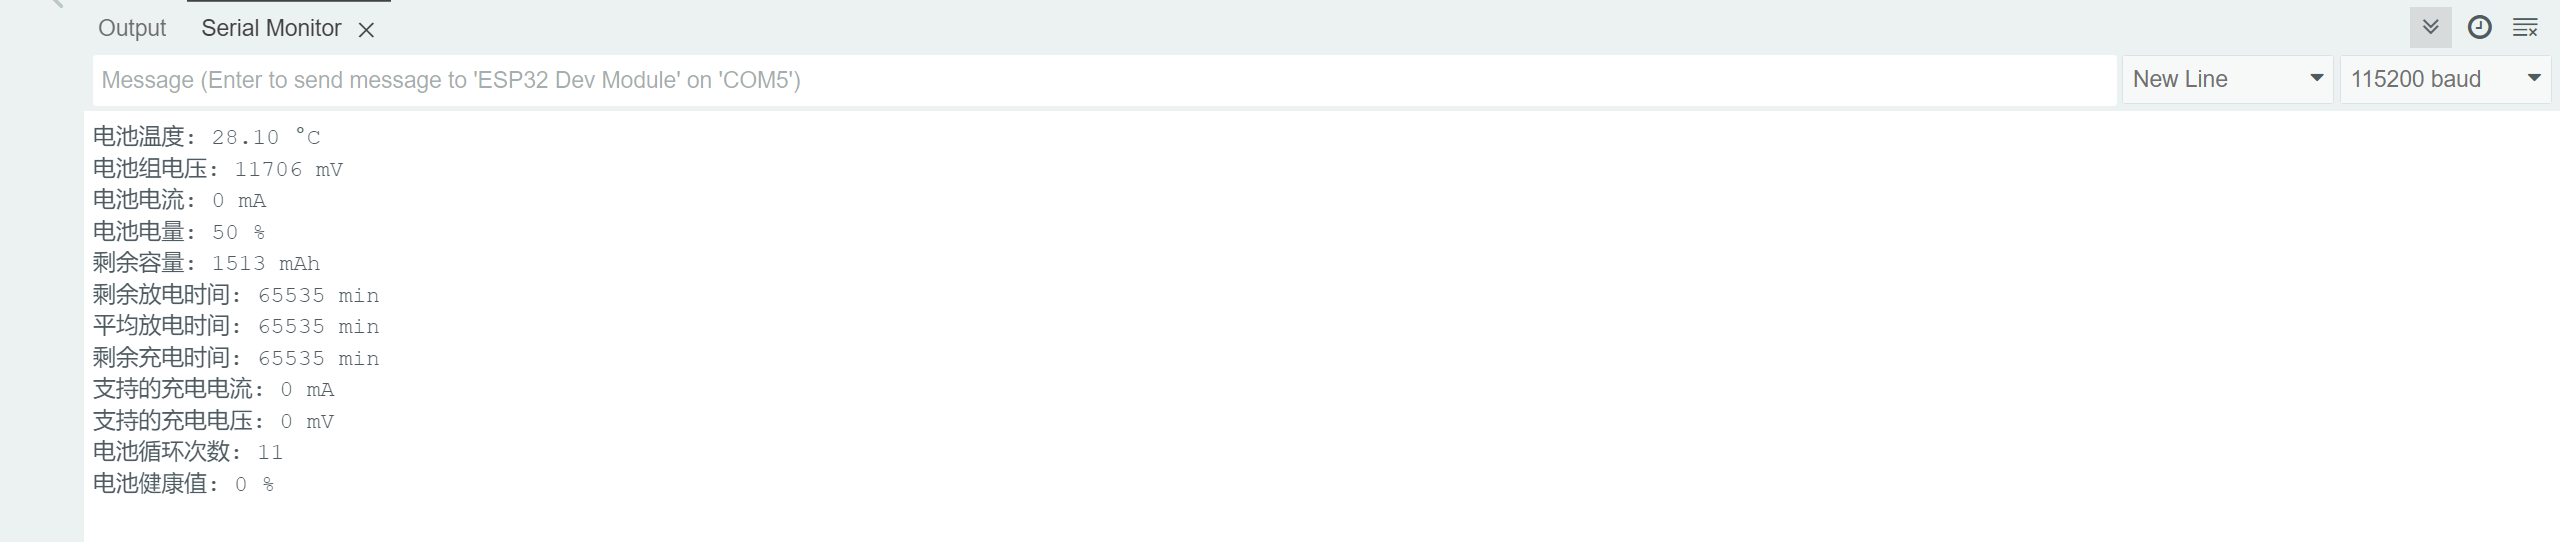 Output
Serial Monitor
Message (Enter to send message to 'ESP32 Dev Module' on 'COM5')
New Line
115200 baud
电池温度: 28.10 °C
电池组电压: 11706 mV
电池电流: 0 mA
电池电量: 50 %
剩余容量: 1513 mAh
剩余放电时间: 65535 min
平均放电时间: 65535 min
剩余充电时间: 65535 min
支持的充电电流: 0 mA
支持的充电电压: 0 mV
电池循环次数: 11
电池健康值: 0 %